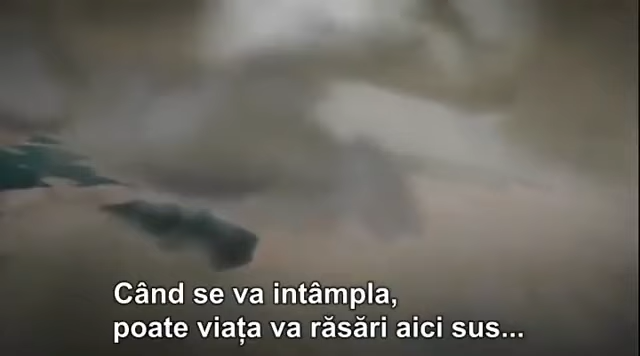 Când se va intâmpla,
poate viața va răsări aici sus...